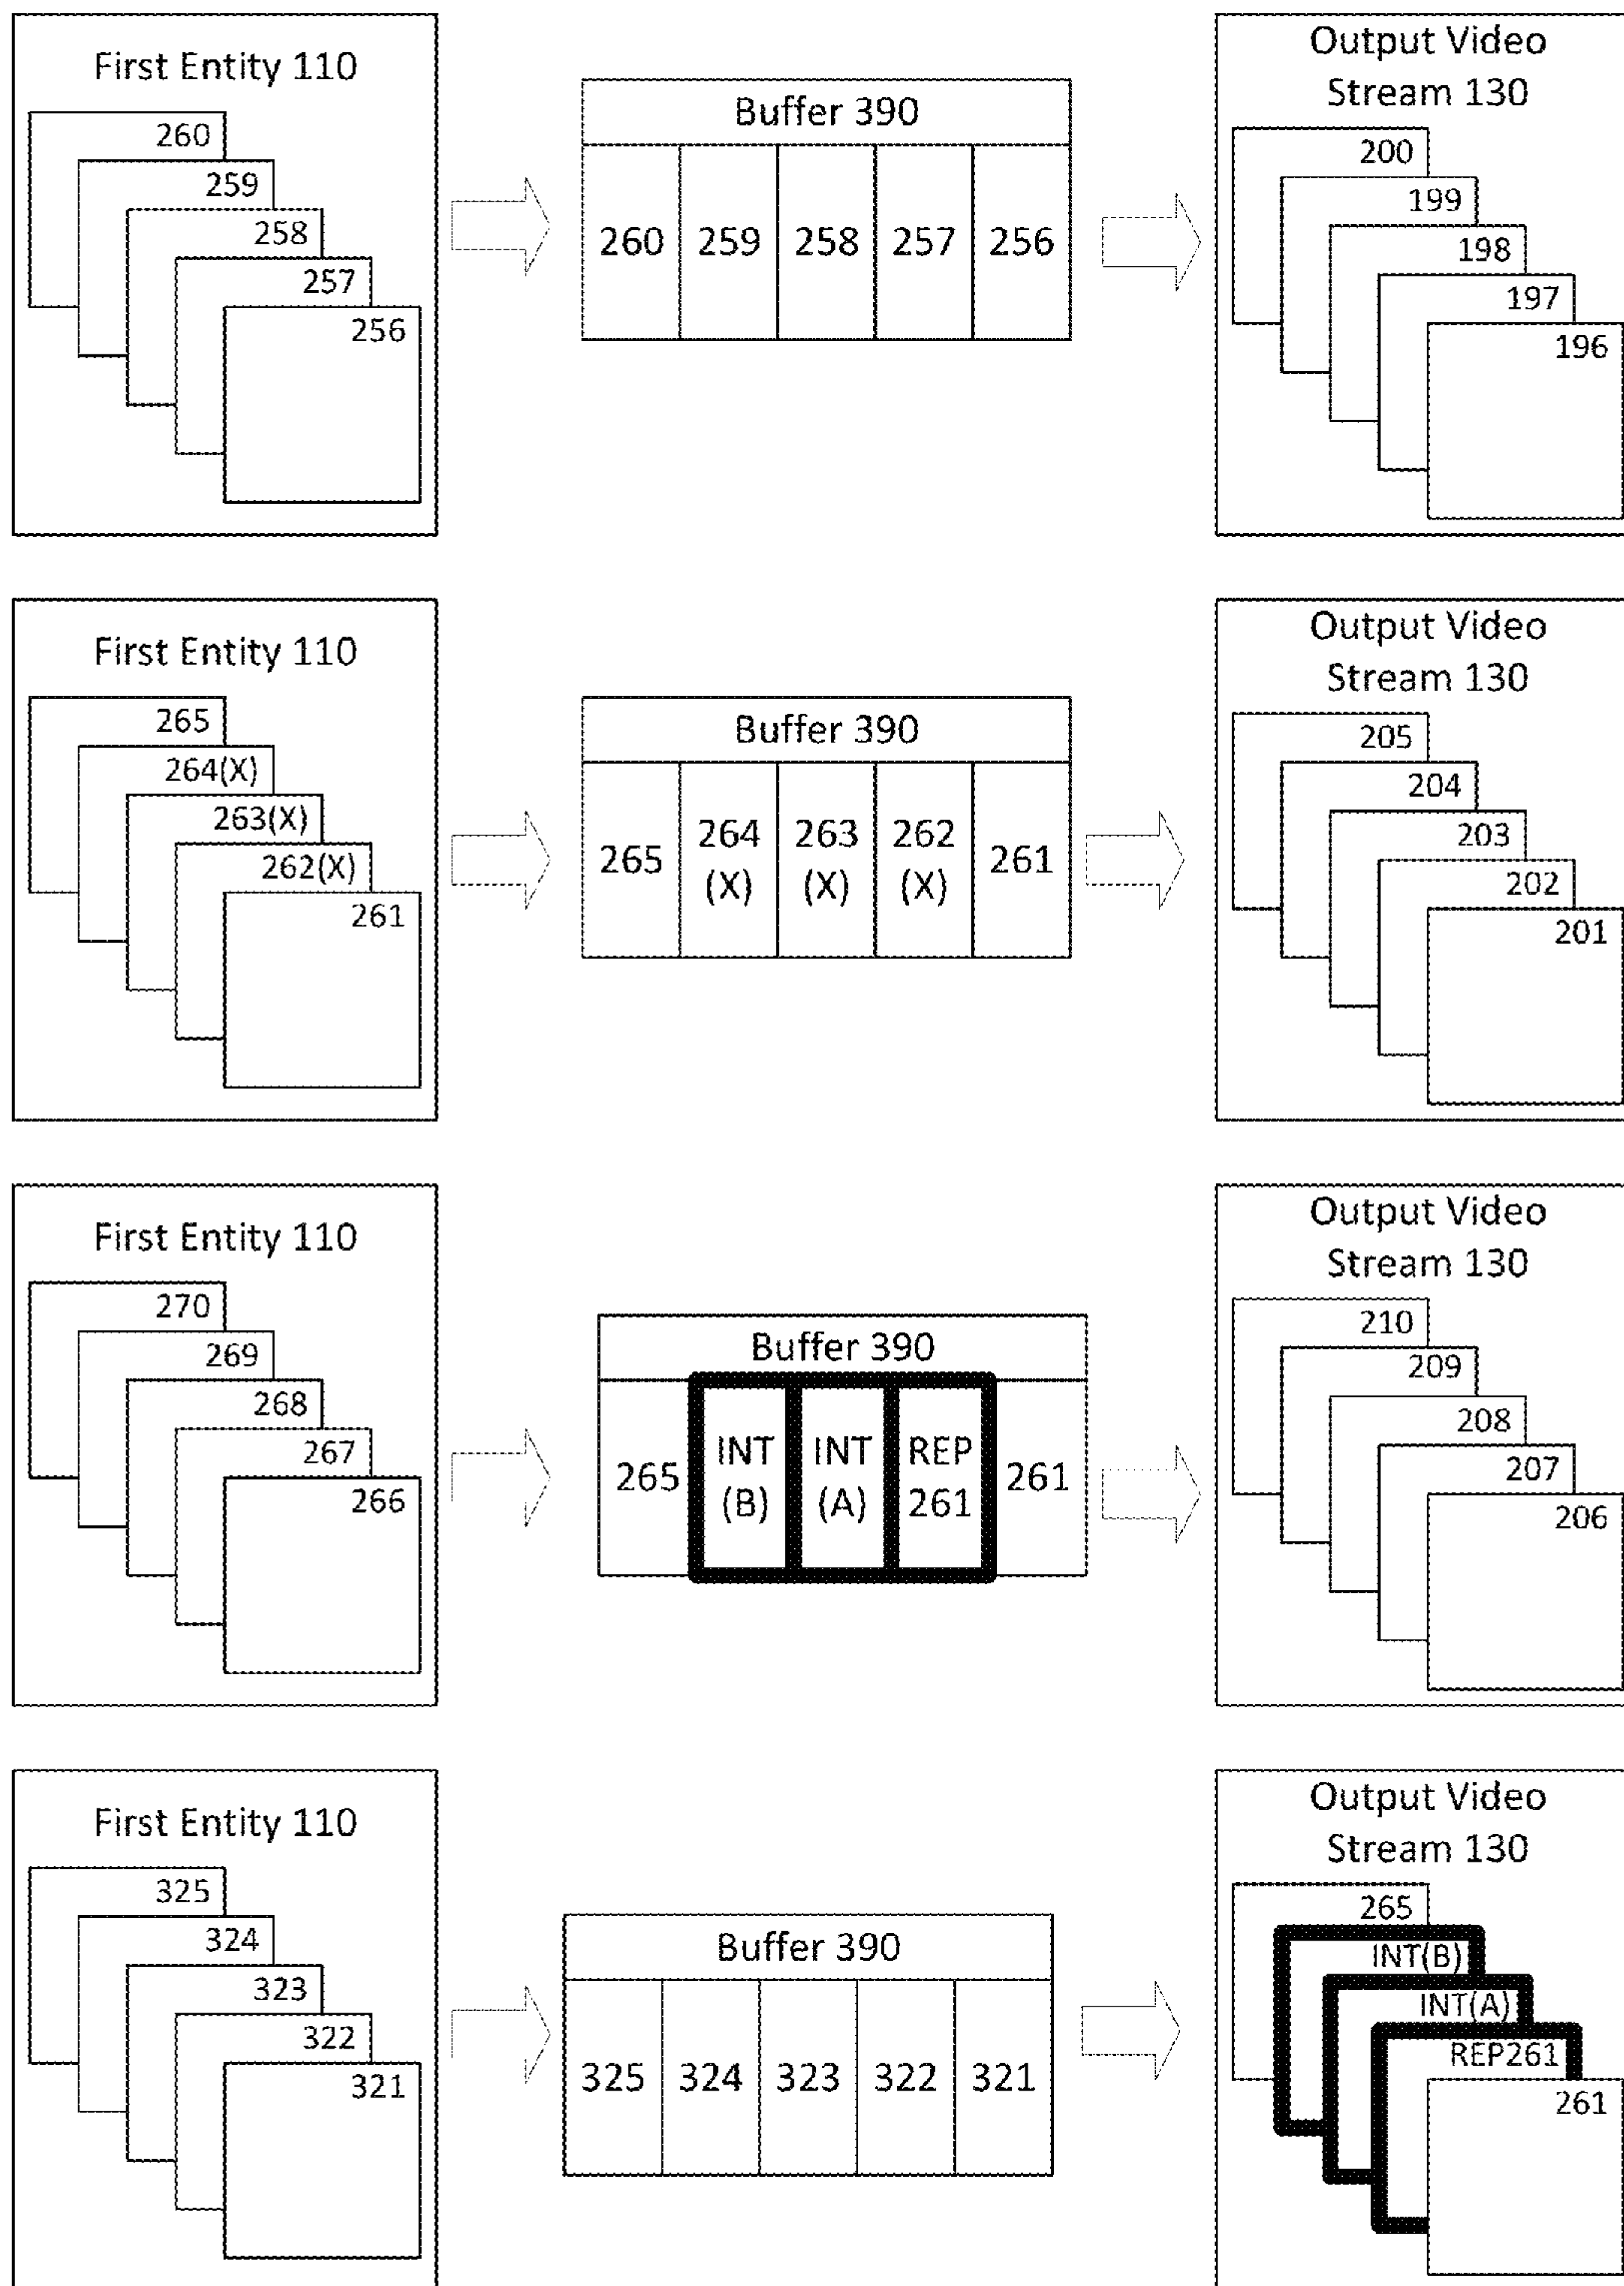 First Entity 110
260
259
258
257
256
Buffer 390
260 259 258 257 256
Output Video
Stream 130
200
199
198
197
196
First Entity 110
265
264(X)
263(X)
262(X)
261
Buffer 390
265 264 263 262 261
(X) (X) (X)
Output Video
Stream 130
205
204
203
202
201
First Entity 110
270
269
268
267
266
Buffer 390
265 INT INT REP 261
(B) (A) 261
Output Video
Stream 130
210
209
208
207
206
First Entity 110
325
324
323
322
321
Buffer 390
325 324 323 322 321
Output Video
Stream 130
265
INT(B)
INT(A)
REP261
261